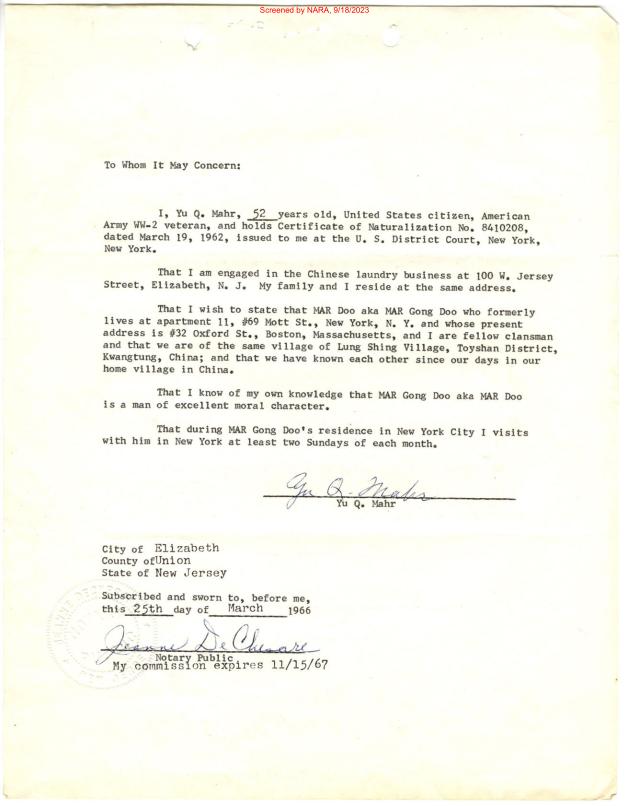 Screened by NARA, 9/18/2023
To Whom It May Concern:
I, Yu Q. Mahr, 52 years old, United States citizen, American
Army WW-2 veteran, and holds Certificate of Naturalization No. 8410208,
dated March 19, 1962, issued to me at the U. S. District Court, New York,
New York.
That I am engaged in the Chinese laundry business at 100 W. Jersey
Street, Elizabeth, N. J. My family and I reside at the same address.
That I wish to state that MAR Doo aka MAR Gong Doo who formerly
lives at apartment 11, #69 Mott St., New York, N. Y. and whose present
address is #32 Oxford St., Boston, Massachusetts, and I are fellow clansman
and that we are of the same village of Lung Shing Village, Toyshan District,
Kwangtung, China; and that we have known each other since our days in our
home village in China.
That I know of my own knowledge that MAR Gong Doo aka MAR Doo
is a man of excellent moral character.
That during MAR Gong Doo's residence in New York City I visits
with him in New York at least two Sundays of each month.
Yu Q. Mahr
Yu Q. Mahr
City of Elizabeth
County ofUnion
State of New Jersey
Subscribed and sworn to, before me,
this 25th day of March 1966
Jeanne De Chesare
Notary Public
My commission expires 11/15/67